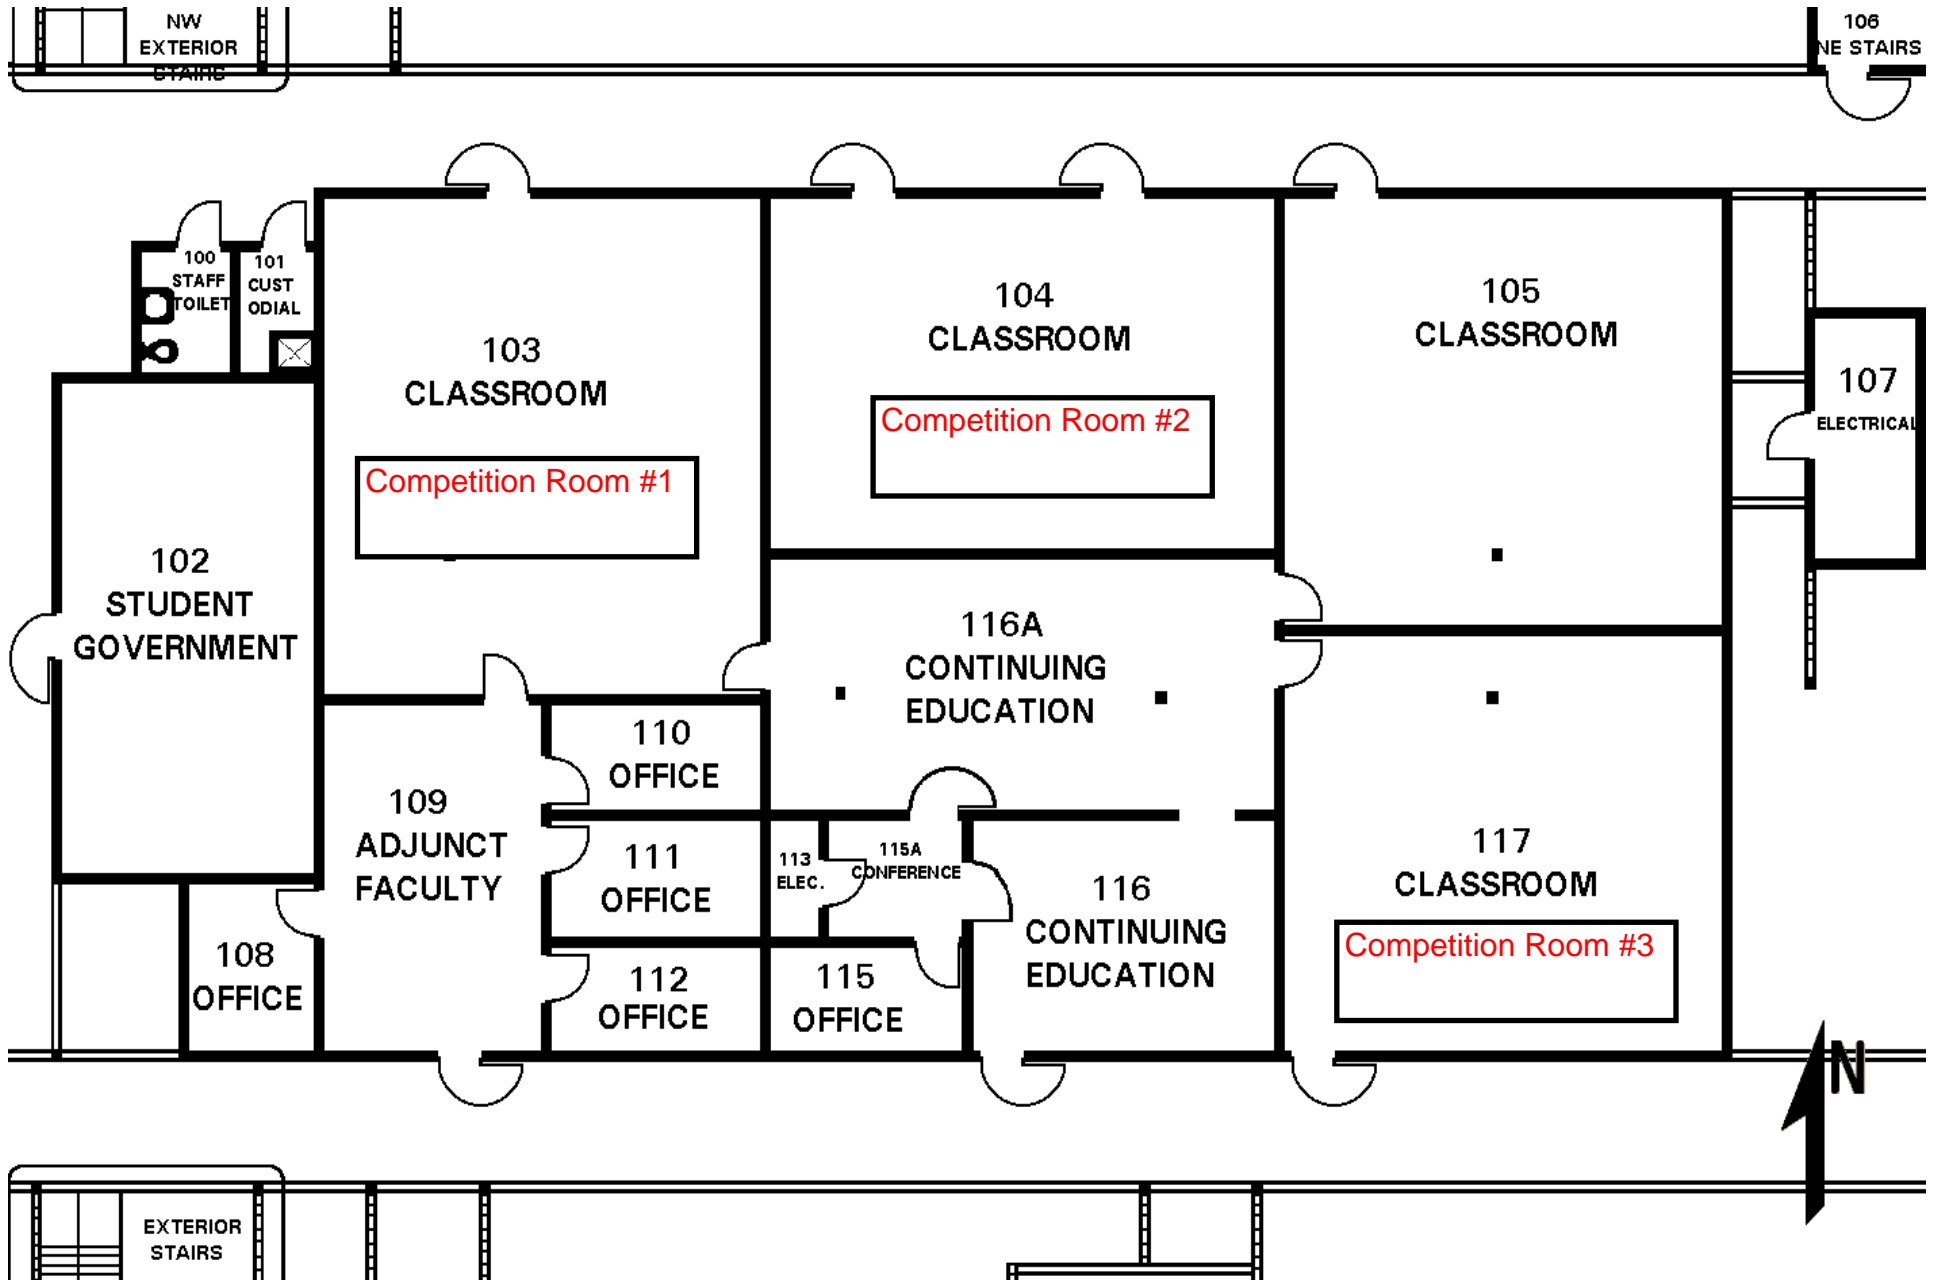 NW
EXTERIOR
STAIRS
106
NE STAIRS
100
STAFF
TOILET
101
CUST
ODIAL
103
CLASSROOM
Competition Room #1
104
CLASSROOM
Competition Room #2
105
CLASSROOM
107
ELECTRICAL
102
STUDENT
GOVERNMENT
116A
CONTINUING
EDUCATION
110
OFFICE
109
ADJUNCT
FACULTY
111
OFFICE
113
ELEC.
115A
CONFERENCE
116
CONTINUING
EDUCATION
117
CLASSROOM
Competition Room #3
108
OFFICE
112
OFFICE
115
OFFICE
N
EXTERIOR
STAIRS